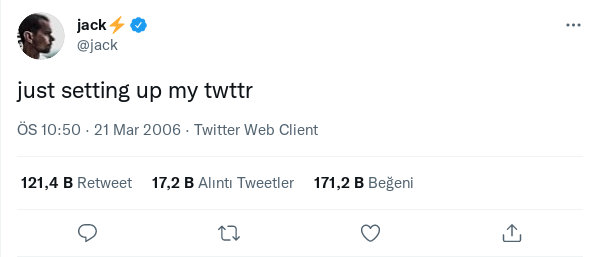 jack⚡
@jack
just setting up my twttr
ÖS 10:50 · 21 Mar 2006 · Twitter Web Client
121,4 B Retweet 17,2 B Alıntı Tweetler 171,2 B Beğeni